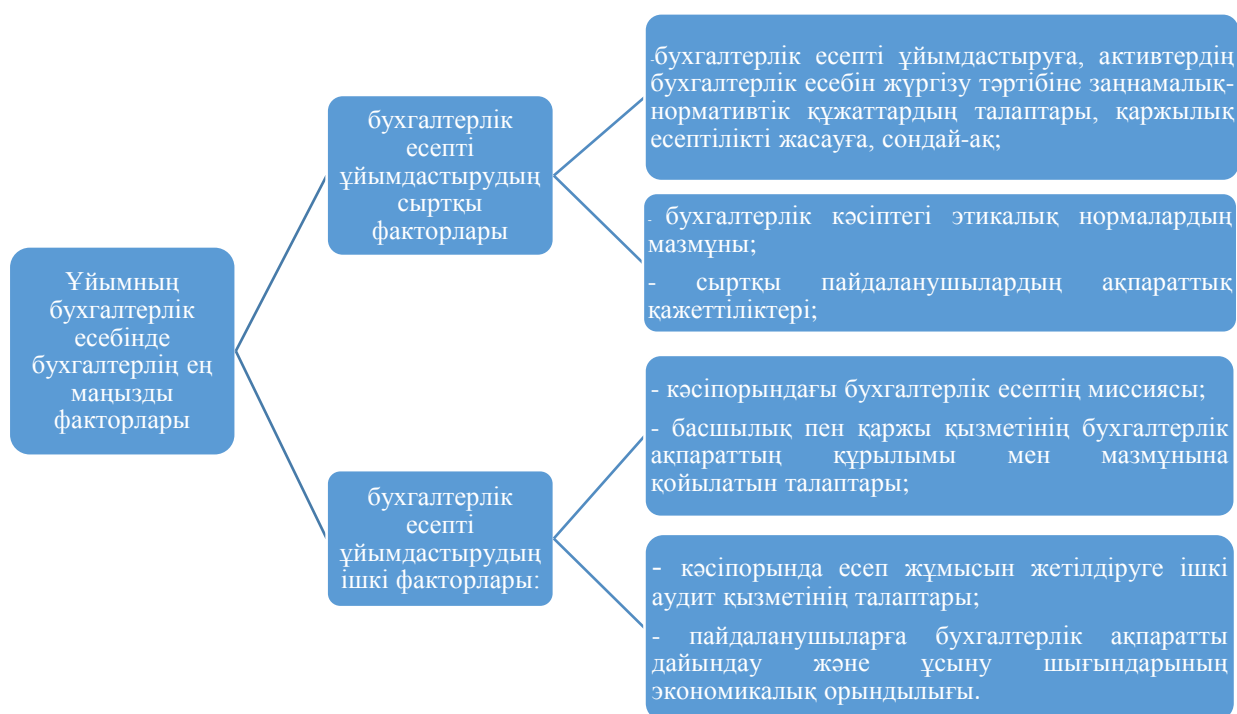 Ұйымның
бухгалтерлік
есебінде
бухгалтерлің ең
маңызды
факторлары
бухгалтерлік
есепті
ұйымдастырудың
сыртқы
факторлары
-бухгалтерлік есепті ұйымдастыруға, активтердің
бухгалтерлік есебін жүргізу тәртібіне заңнамалық-
нормативтік құжаттардың талаптары, қаржылық
есептілікті жасауға, сондай-ақ;
- бухгалтерлік кәсіптегі этикалық нормалардың
мазмұны;
- сыртқы пайдаланушылардың ақпараттық
қажеттіліктері;
бухгалтерлік
есепті
ұйымдастырудың
ішкі факторлары:
- кәсіпорындағы бухгалтерлік есептің миссиясы;
- басшылық пен қаржы қызметінің бухгалтерлік
ақпараттың құрылымы мен мазмұнына
қойылатын талаптары;
- кәсіпорында есеп жұмысын жетілдіруге ішкі
аудит қызметінің талаптары;
- пайдаланушыларға бухгалтерлік ақпаратты
дайындау және ұсыну шығындарының
экономикалық орындылығы.